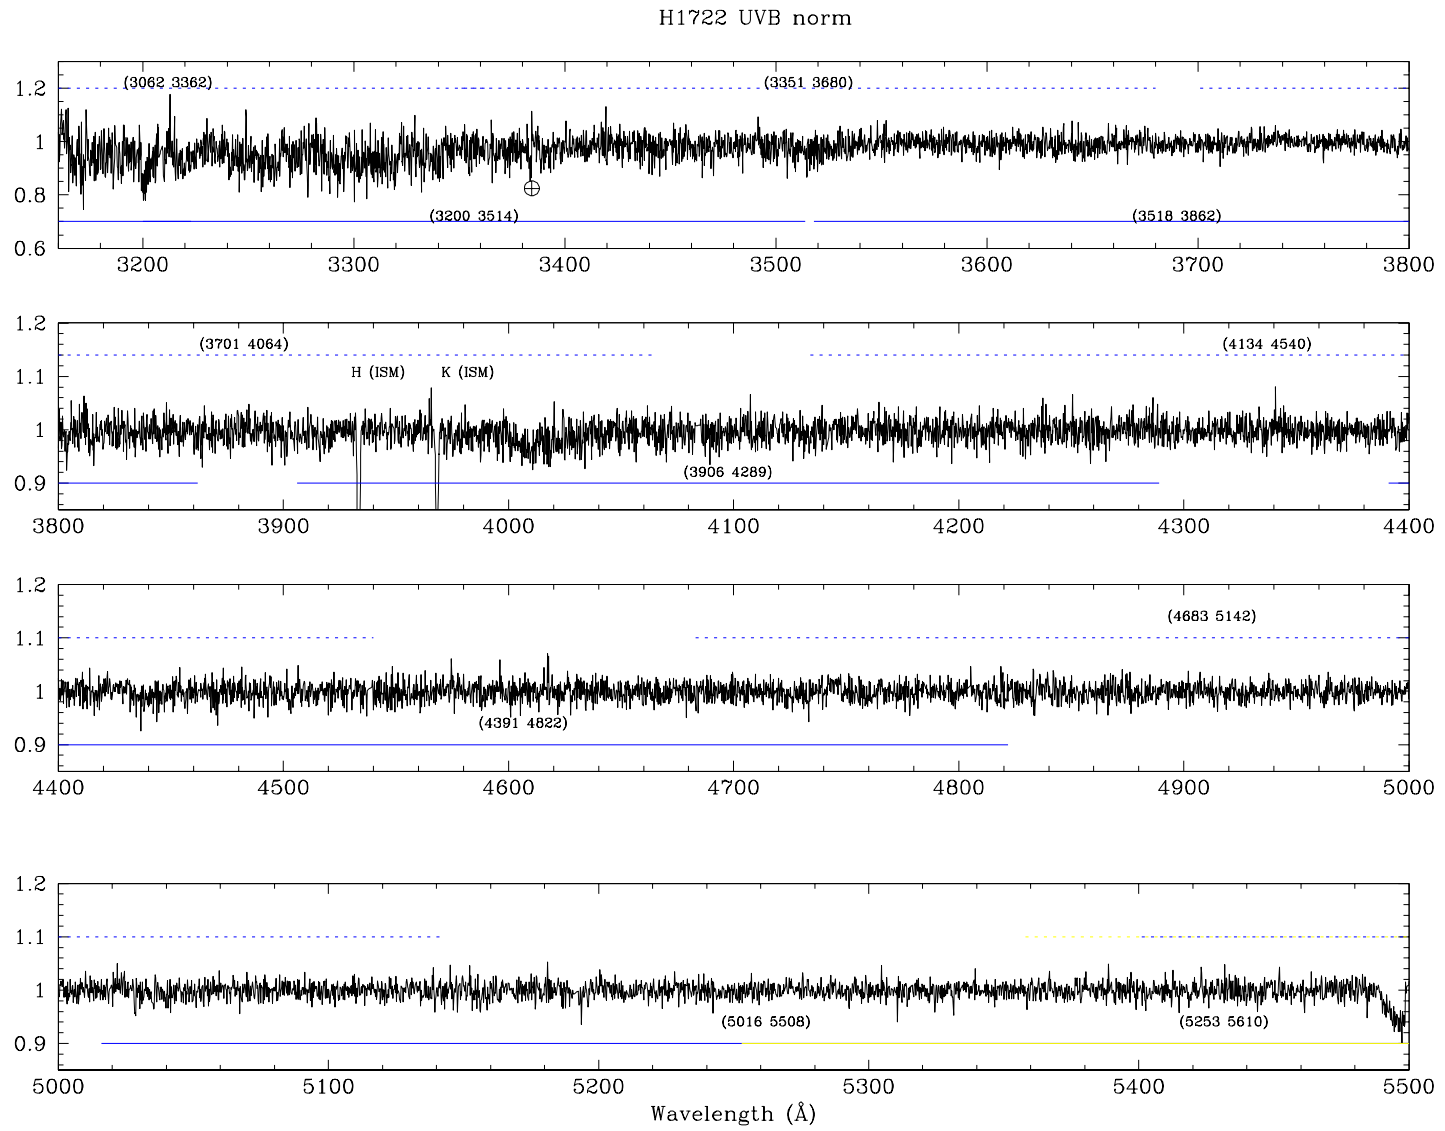 H1722 UVB norm
(3062 3362) (3351 3680)
1.2
1
0.8
(3200 3514) (3518 3862)
0.6
3200 3300 3400 3500 3600 3700 3800
1.2
(3701 4064) (4134 4540)
H (ISM) K (ISM)
1.1
1
(3906 4289)
0.9
3800 3900 4000 4100 4200 4300 4400
1.2
(4683 5142)
1.1
1
(4391 4822)
0.9
4400 4500 4600 4700 4800 4900 5000
1.2
1.1
1
(5016 5508) (5253 5610)
0.9
5000 5100 5200 5300 5400 5500
Wavelength (Å)